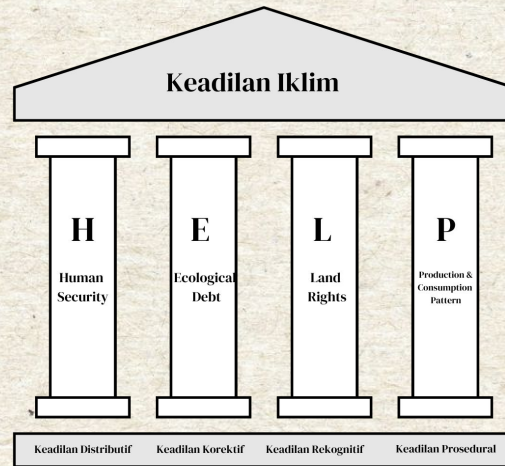 Keadilan Iklim
H
Human
Security
E
Ecological
Debt
L
Land
Rights
P
Production &
Consumption
Pattern
Keadilan Distributif
Keadilan Korektif
Keadilan Rekognitif
Keadilan Prosedural